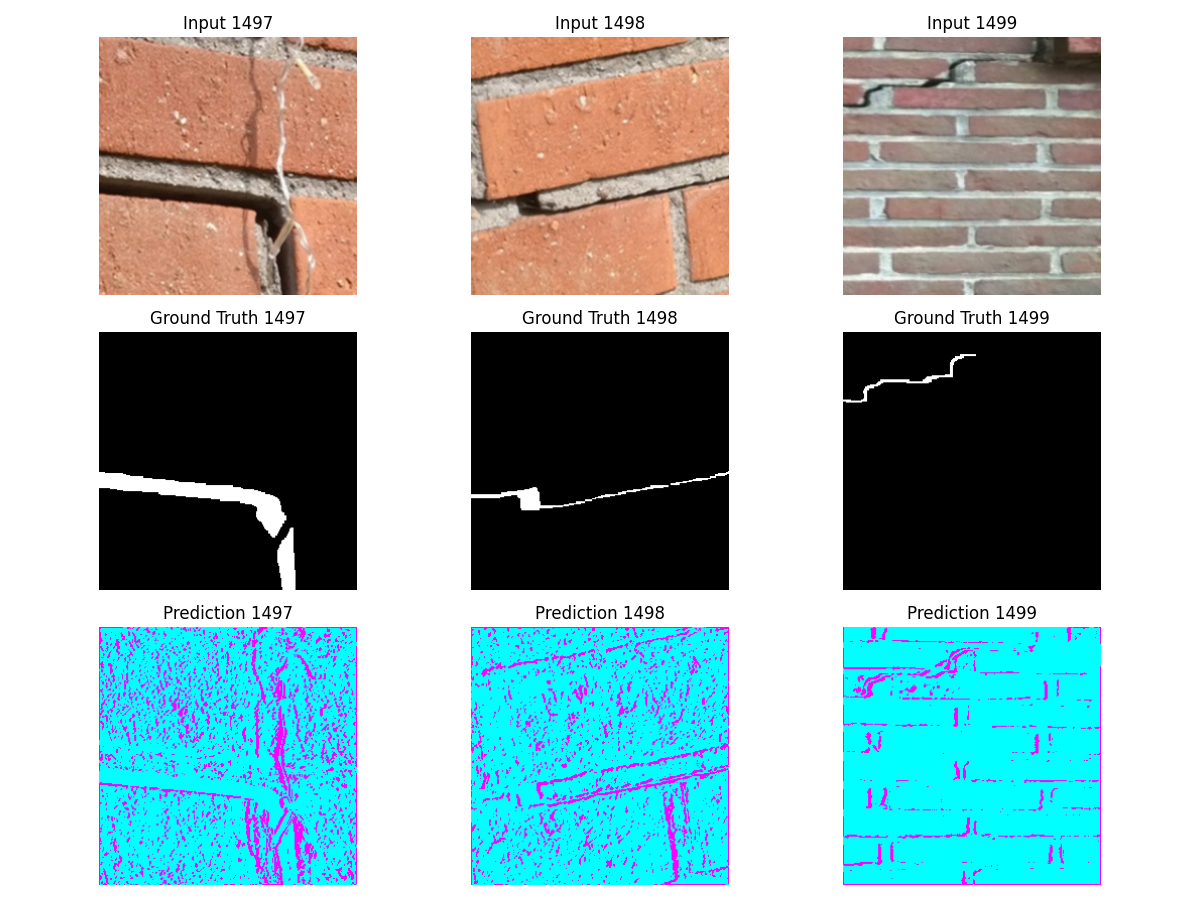 Input 1497
Input 1498
Input 1499
Ground Truth 1497
Ground Truth 1498
Ground Truth 1499
Prediction 1497
Prediction 1498
Prediction 1499